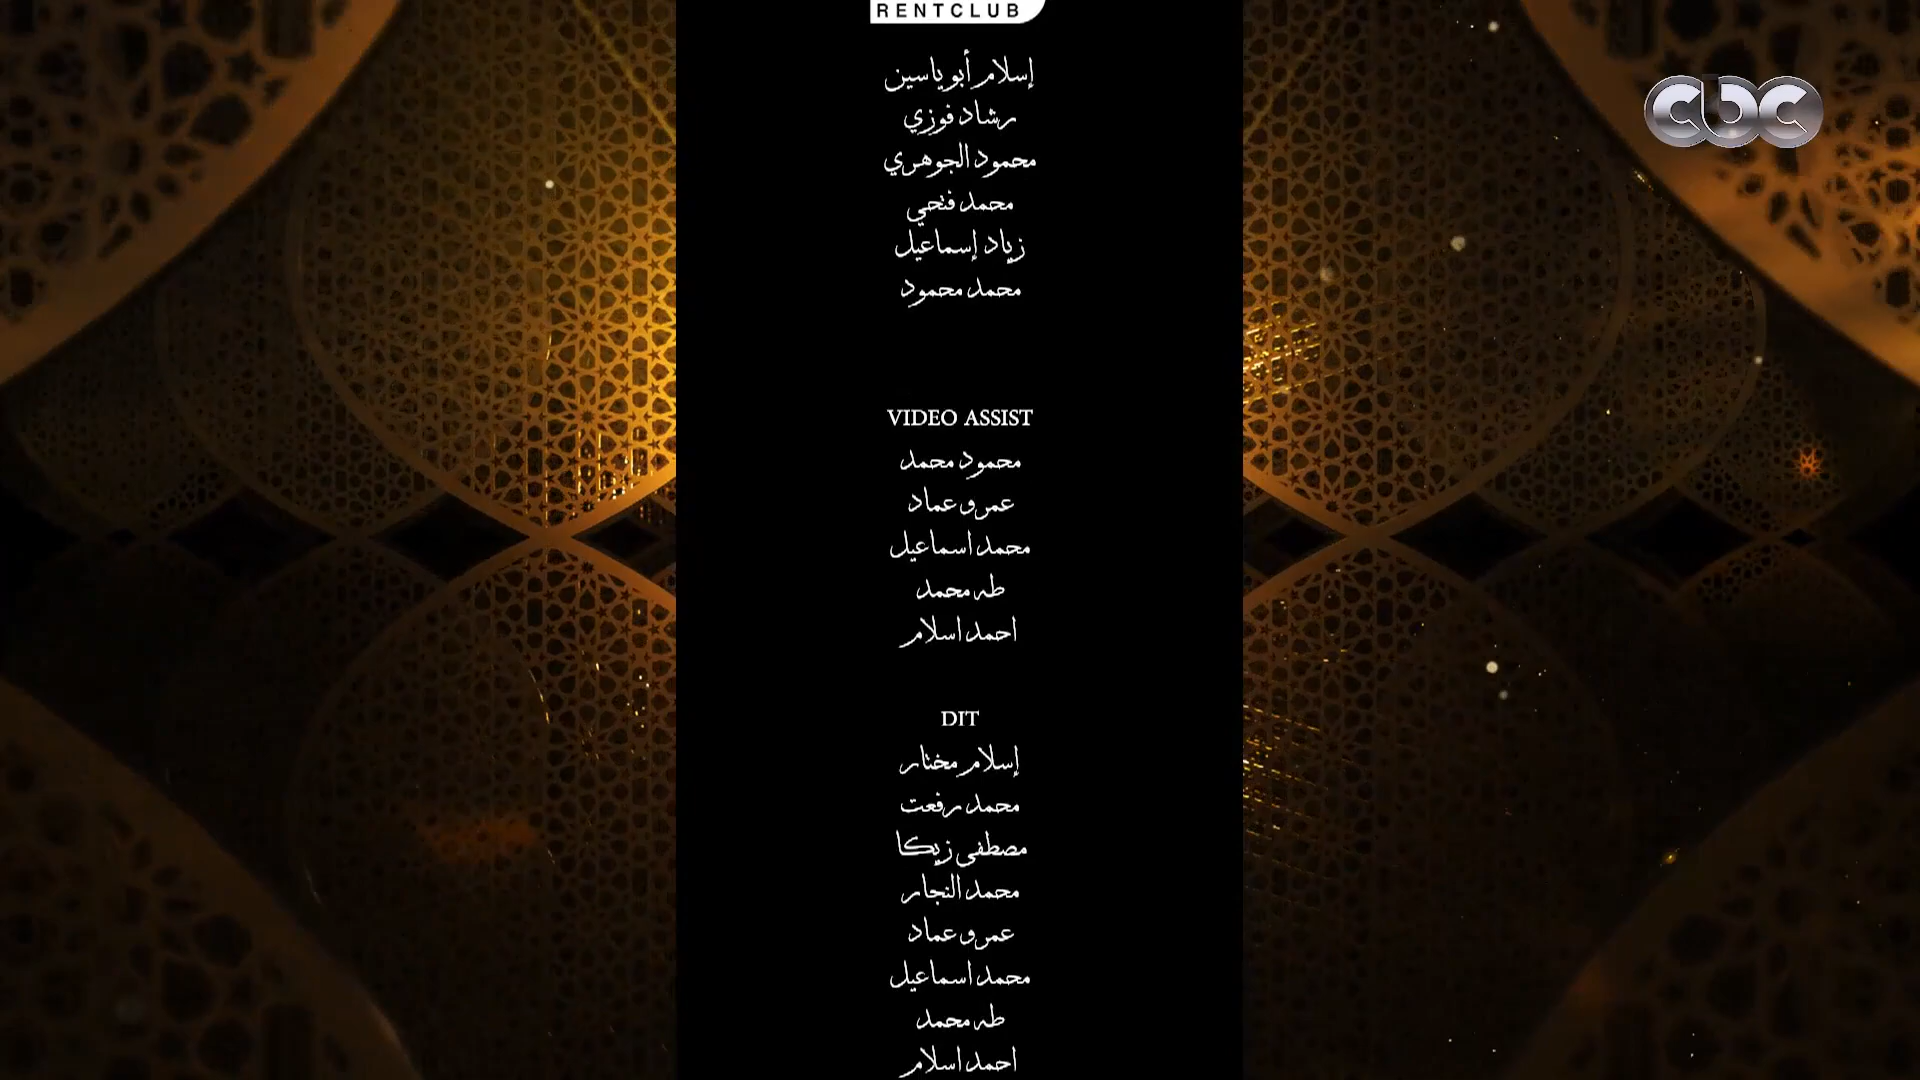 RENTCLUB
cbc
إسلام أبو ياسين
رشاد فوزي
محمود الجوهري
محمد فتحي
زياد إسماعيل
محمد محمود
VIDEO ASSIST
محمود محمد
عمرو عماد
محمد اسماعيل
طه محمد
احمد اسلام
DIT
إسلام مختار
محمد رفعت
مصطفى زيكا
محمد النجار
عمرو عماد
محمد اسماعيل
طه محمد
احمد اسلام